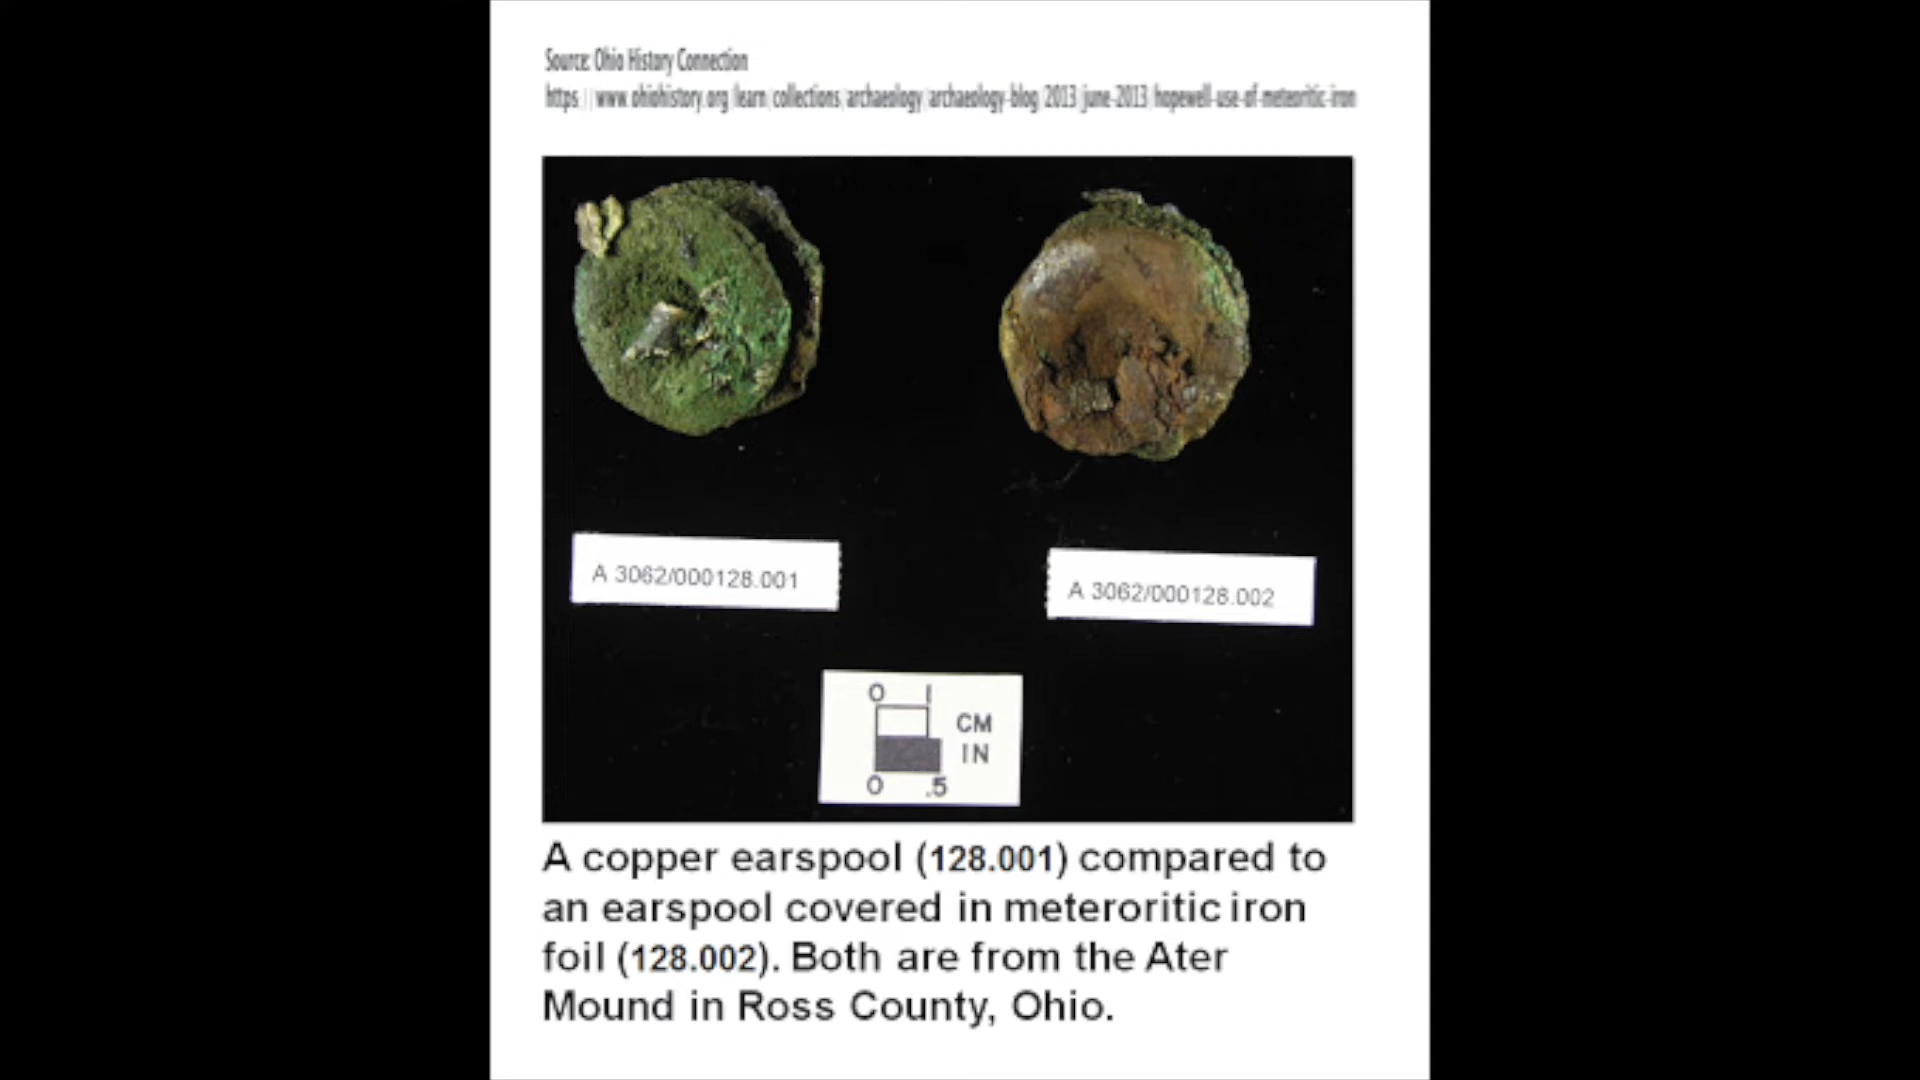 Source: Ohio History Connection
https://www.ohiohistory.org/learn/collections/archaeology/archaeology-blog/2013/june-2013/hopewell-use-of-meteoritic-iron
A 3062/000128.001
A 3062/000128.002
0 1
CM
IN
0 .5
A copper earspool (128.001) compared to
an earspool covered in meteroritic iron
foil (128.002). Both are from the Ater
Mound in Ross County, Ohio.